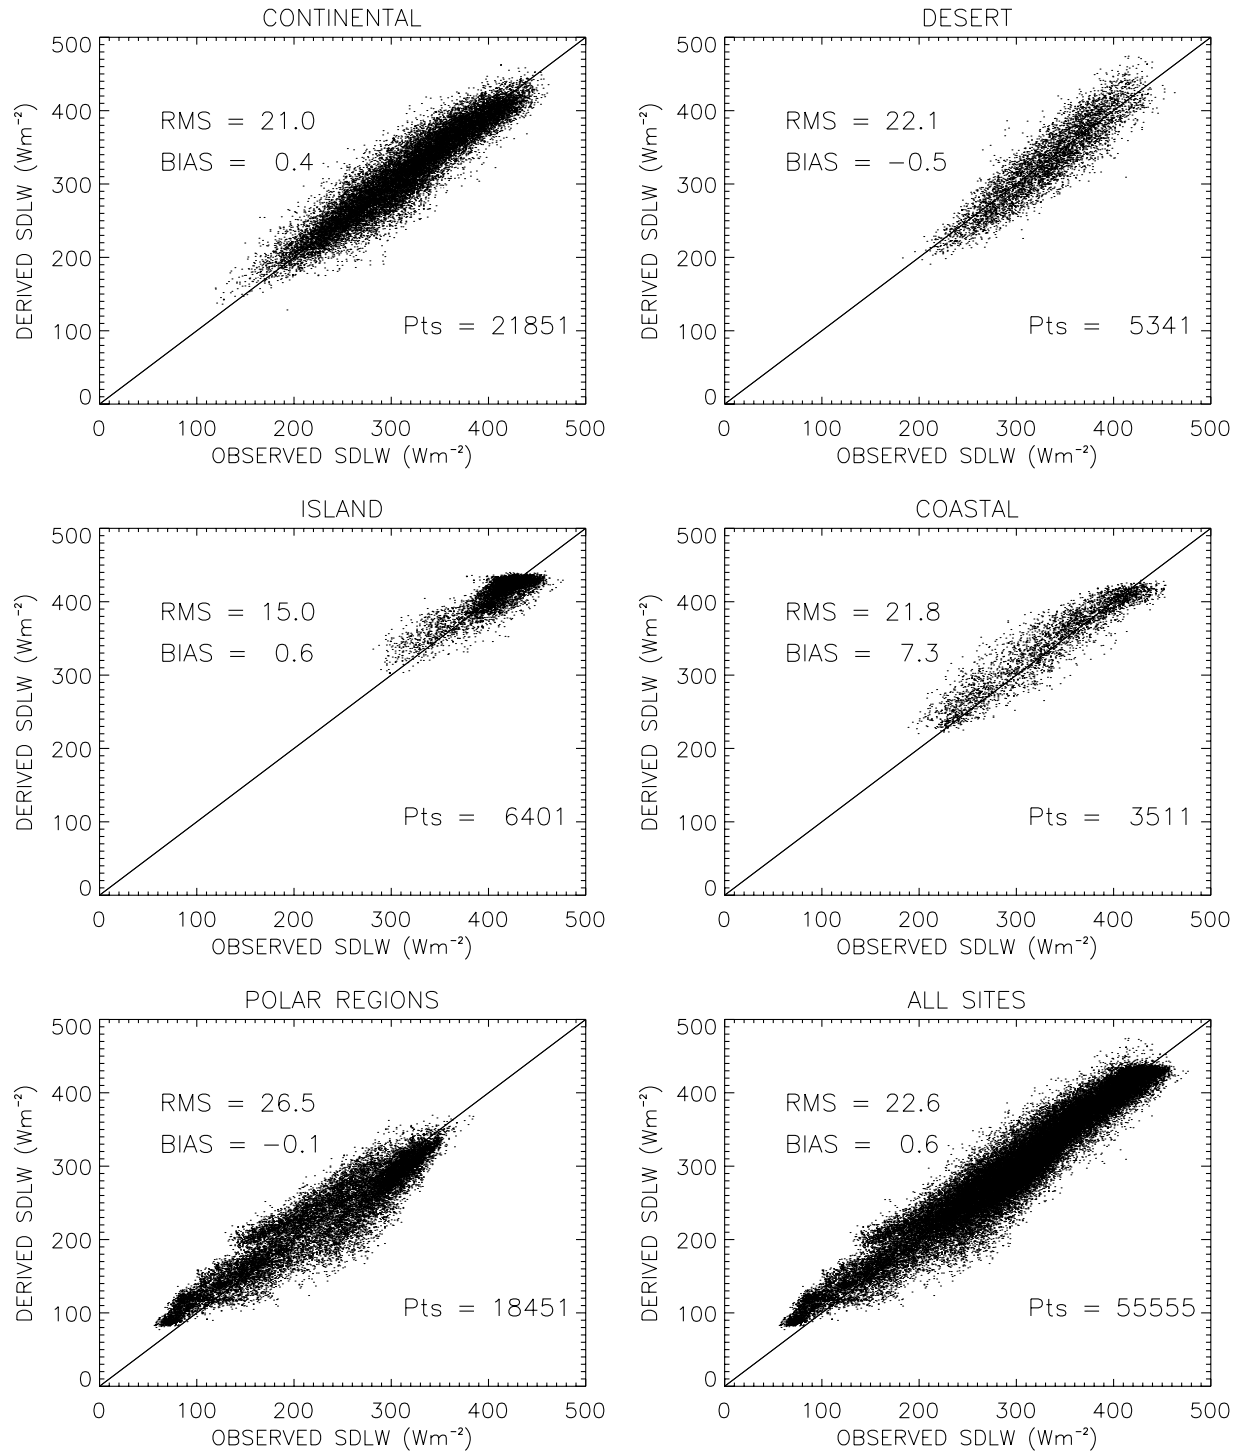 CONTINENTAL
500
400
300
200
100
0
DERIVED SDLW (Wm⁻²)
RMS = 21.0
BIAS = 0.4
Pts = 21851
0 100 200 300 400 500
OBSERVED SDLW (Wm⁻²)
DESERT
500
400
300
200
100
0
DERIVED SDLW (Wm⁻²)
RMS = 22.1
BIAS = −0.5
Pts = 5341
0 100 200 300 400 500
OBSERVED SDLW (Wm⁻²)
ISLAND
500
400
300
200
100
0
DERIVED SDLW (Wm⁻²)
RMS = 15.0
BIAS = 0.6
Pts = 6401
0 100 200 300 400 500
OBSERVED SDLW (Wm⁻²)
COASTAL
500
400
300
200
100
0
DERIVED SDLW (Wm⁻²)
RMS = 21.8
BIAS = 7.3
Pts = 3511
0 100 200 300 400 500
OBSERVED SDLW (Wm⁻²)
POLAR REGIONS
500
400
300
200
100
0
DERIVED SDLW (Wm⁻²)
RMS = 26.5
BIAS = −0.1
Pts = 18451
0 100 200 300 400 500
OBSERVED SDLW (Wm⁻²)
ALL SITES
500
400
300
200
100
0
DERIVED SDLW (Wm⁻²)
RMS = 22.6
BIAS = 0.6
Pts = 55555
0 100 200 300 400 500
OBSERVED SDLW (Wm⁻²)